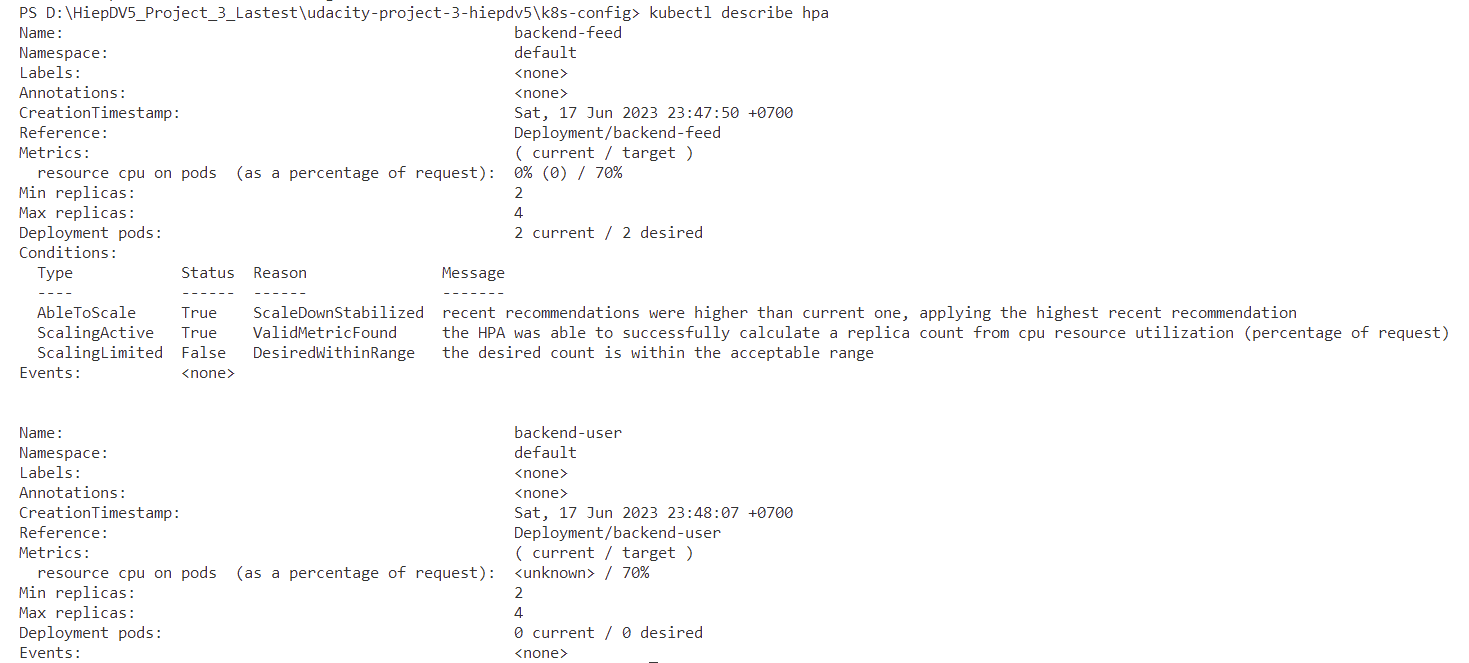 PS D:\HiepDV5_Project_3_Lastest\udacity-project-3-hiepdv5\k8s-config> kubectl describe hpa
Name:                                                  backend-feed
Namespace:                                             default
Labels:                                                <none>
Annotations:                                           <none>
CreationTimestamp:                                     Sat, 17 Jun 2023 23:47:50 +0700
Reference:                                             Deployment/backend-feed
Metrics:                                               ( current / target )
  resource cpu on pods  (as a percentage of request):  0% (0) / 70%
Min replicas:                                          2
Max replicas:                                          4
Deployment pods:                                       2 current / 2 desired
Conditions:
  Type            Status  Reason               Message
  ----            ------  ------               -------
  AbleToScale     True    ScaleDownStabilized  recent recommendations were higher than current one, applying the highest recent recommendation
  ScalingActive   True    ValidMetricFound     the HPA was able to successfully calculate a replica count from cpu resource utilization (percentage of request)
  ScalingLimited  False   DesiredWithinRange   the desired count is within the acceptable range
Events:           <none>
Name:                                                  backend-user
Namespace:                                             default
Labels:                                                <none>
Annotations:                                           <none>
CreationTimestamp:                                     Sat, 17 Jun 2023 23:48:07 +0700
Reference:                                             Deployment/backend-user
Metrics:                                               ( current / target )
  resource cpu on pods  (as a percentage of request):  <unknown> / 70%
Min replicas:                                          2
Max replicas:                                          4
Deployment pods:                                       0 current / 0 desired
Events:                                                <none>